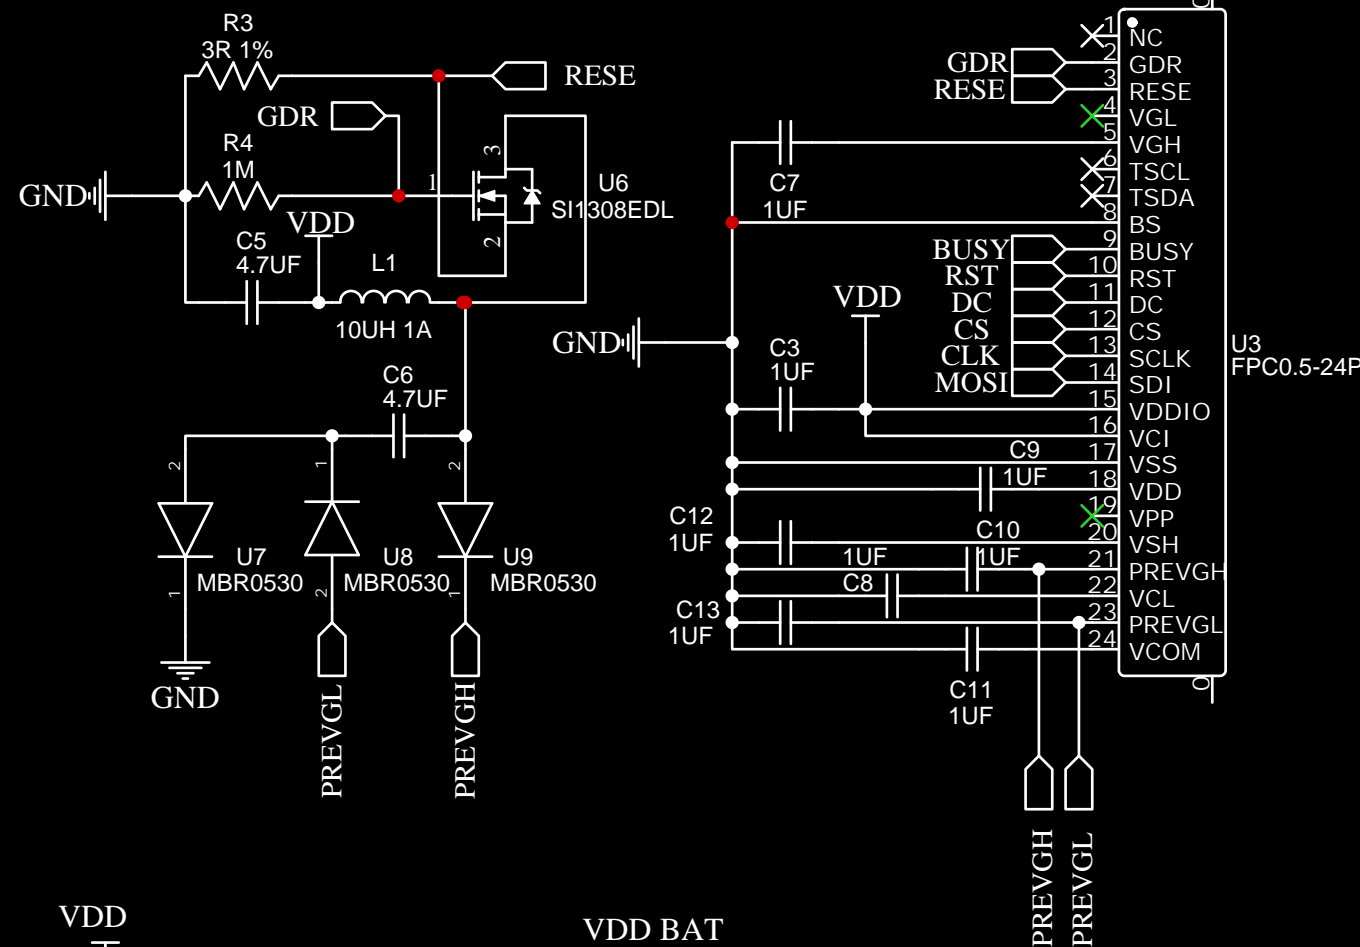 R3
3R 1%
RESE
GDR
R4
1M
GND
VDD
C5
4.7UF
L1
10UH 1A
1
3
2
U6
SI1308EDL
C6
4.7UF
2
1
2
U7
MBR0530
U8
MBR0530
U9
MBR0530
1
2
1
GND
PREVGL
PREVGH
GDR
RESE
C7
1UF
BUSY
RST
DC
CS
CLK
MOSI
VDD
GND
C3
1UF
C9
1UF
C12
1UF
C10
1UF
1UF
C8
C13
1UF
C11
1UF
1 NC
2 GDR
3 RESE
4 VGL
5 VGH
6 TSCL
7 TSDA
8 BS
9 BUSY
10 RST
11 DC
12 CS
13 SCLK
14 SDI
15 VDDIO
16 VCI
17 VSS
18 VDD
19 VPP
20 VSH
21 PREVGH
22 VCL
23 PREVGL
24 VCOM
0
U3
FPC0.5-24P
PREVGH
PREVGL
VDD
VDD BAT